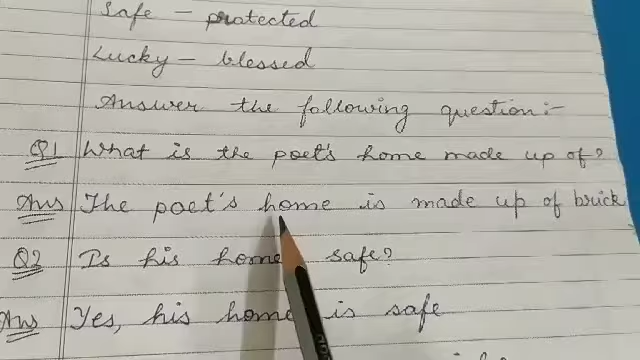 Safe - protected
Lucky - blessed
Answer the following question:-
Q1 What is the poet's home made up of?
Ans The poet's home is made up of brick
Q2 Is his home safe?
Ans Yes, his home is safe